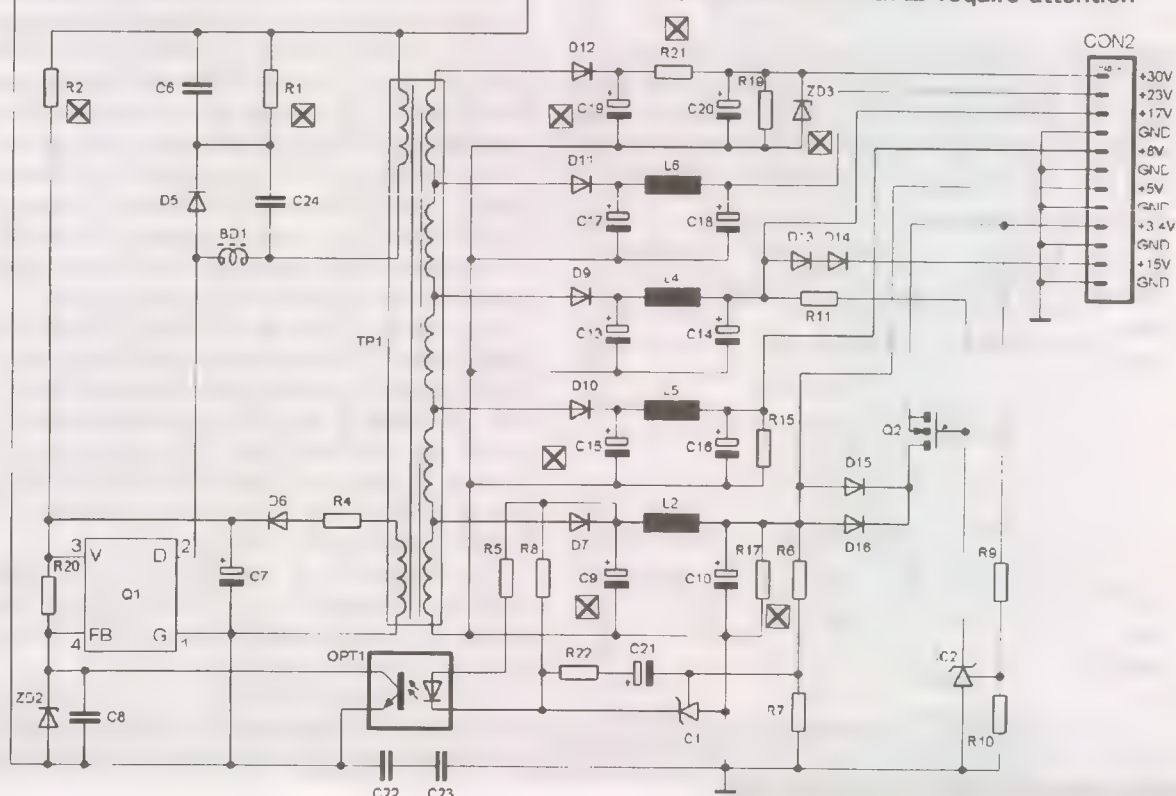 require attention
CON2
D12
R21
+30V
R2
C6
R1
R19
ZD3
+23V
C19
C20
+17V
GND
D11
L6
+8V
GND
D5
C24
C17
C18
+5V
GND
BD1
D13 D14
+3.4V
GND
D9
L4
+15V
R11
GND
TP1
C13
C14
D10
L5
R15
Q2
C15
C16
D15
D6
R4
L2
D7
R17
R6
D16
3 V
D 2
R20
R5
R8
R9
C7
C9
C10
Q1
4 FB
G 1
OPT1
R22
C21
ZD2
C8
R7
C1
C2
R10
C22
C23